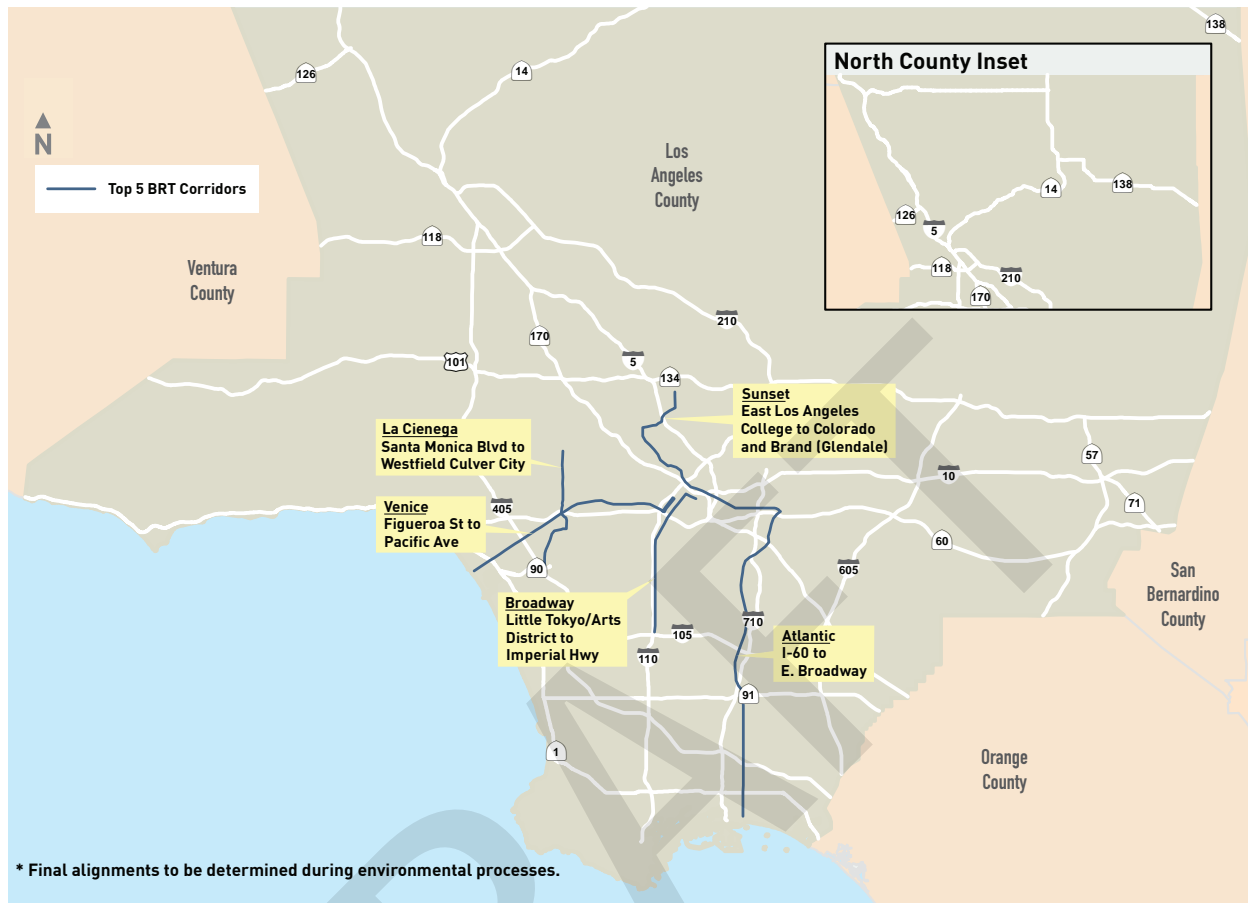 138
126
14
North County Inset
N
Los
Angeles
County
Top 5 BRT Corridors
14
138
126
5
118
Ventura
County
118
210
170
210
170
5
101
134
Sunset
East Los Angeles
College to Colorado
and Brand (Glendale)
La Cienega
Santa Monica Blvd to
Westfield Culver City
57
10
71
Venice
Figueroa St to
Pacific Ave
405
60
90
605
San
Bernardino
County
Broadway
Little Tokyo/Arts
District to
Imperial Hwy
710
105
110
Atlantic
I-60 to
E. Broadway
91
1
Orange
County
* Final alignments to be determined during environmental processes.
DRAFT